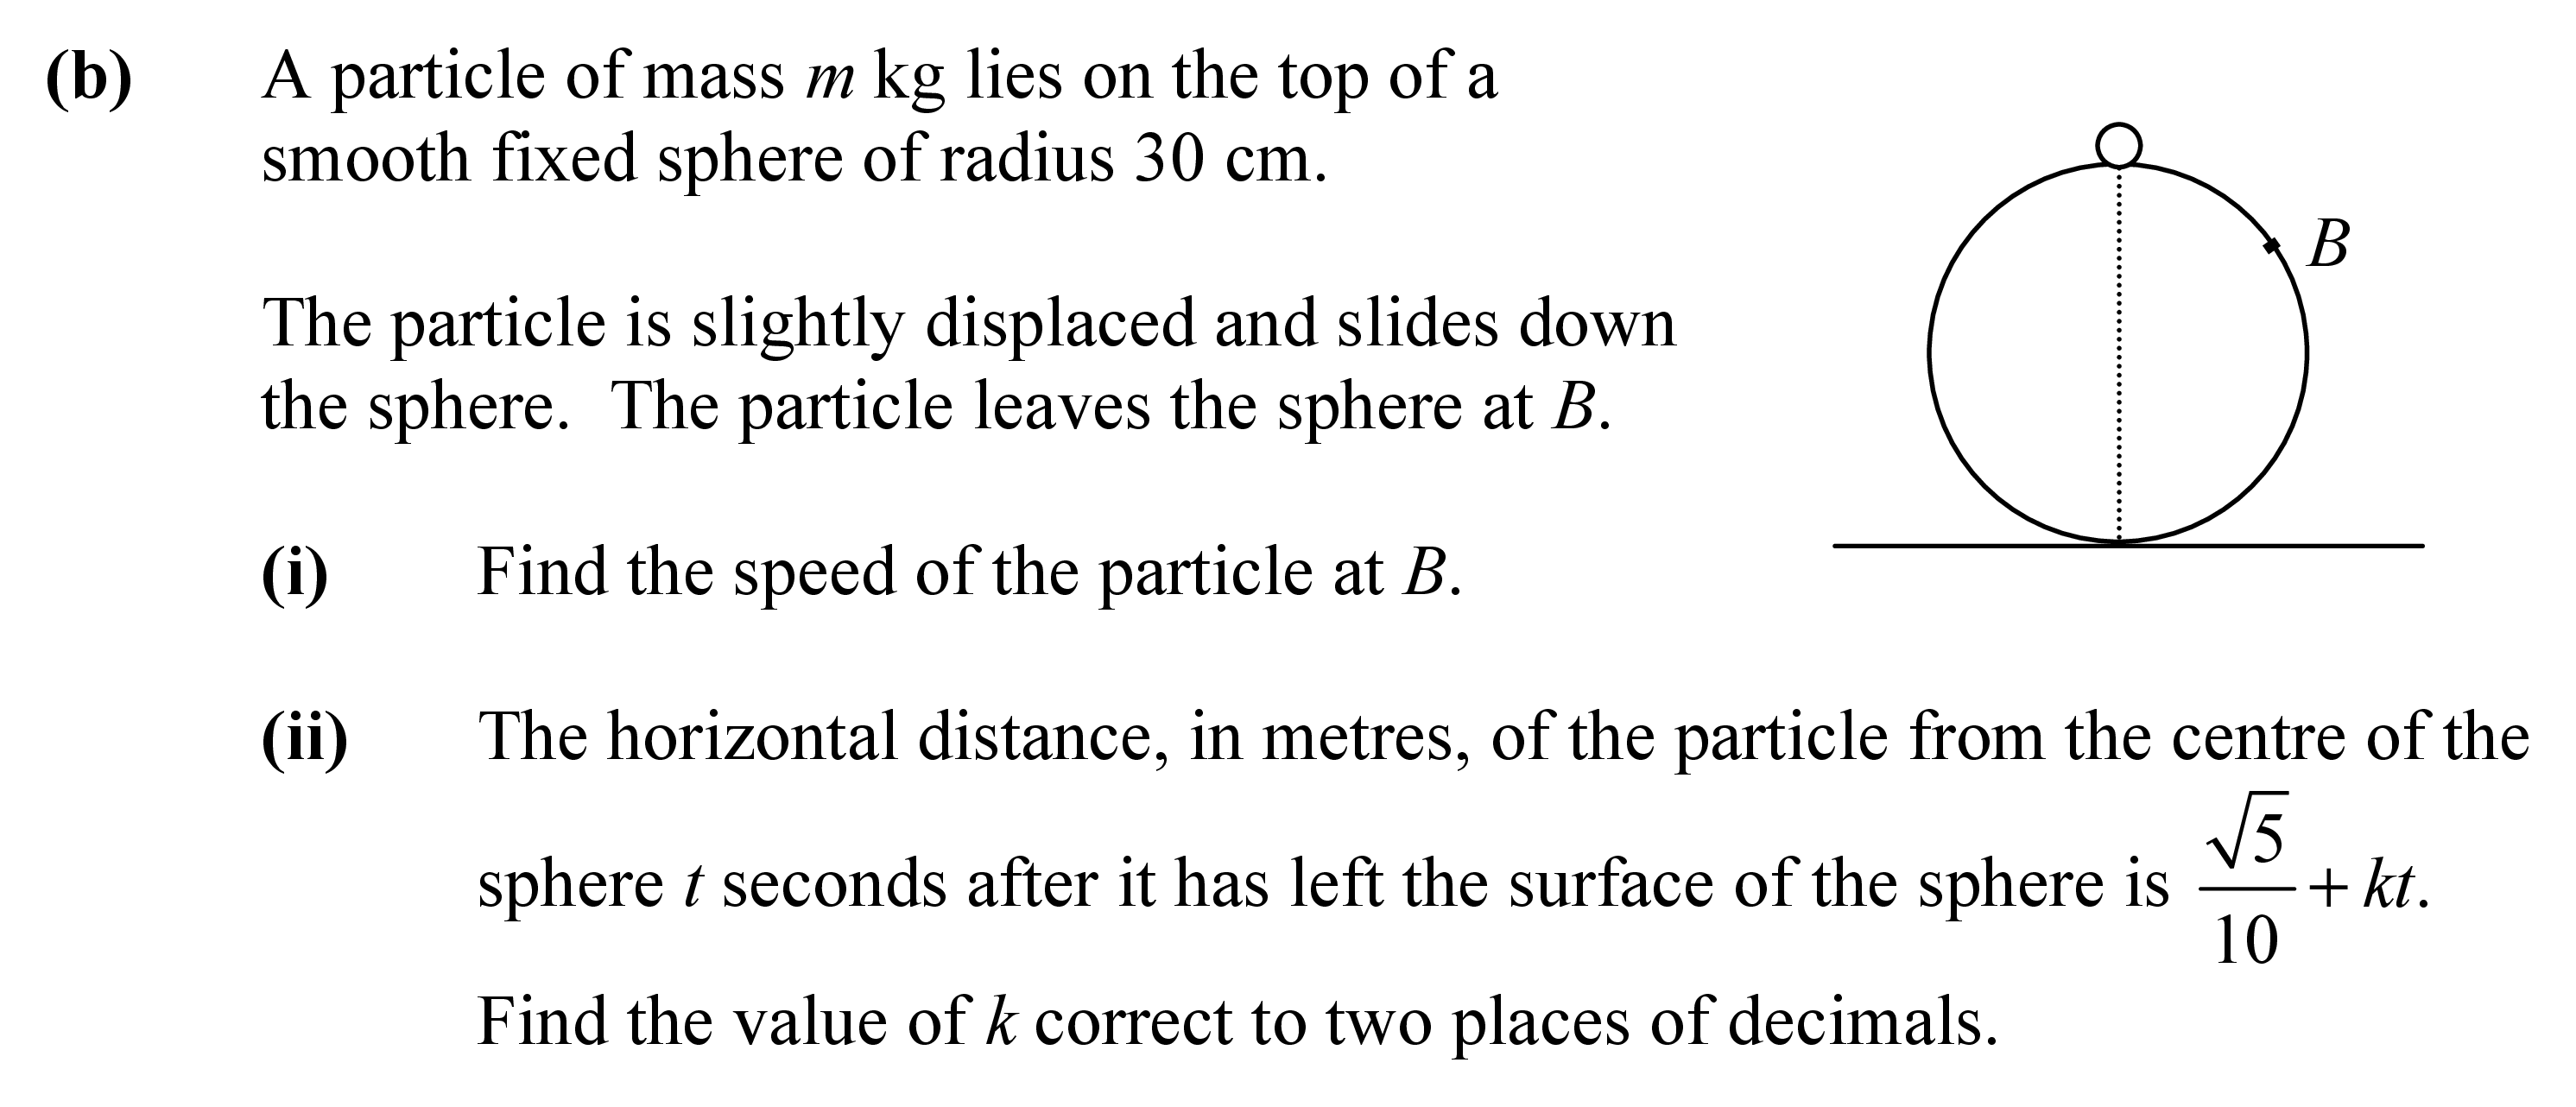 (b) A particle of mass m kg lies on the top of a
smooth fixed sphere of radius 30 cm.
The particle is slightly displaced and slides down
the sphere. The particle leaves the sphere at B.
B
(i) Find the speed of the particle at B.
(ii) The horizontal distance, in metres, of the particle from the centre of the
sphere t seconds after it has left the surface of the sphere is √5/10 + kt.
Find the value of k correct to two places of decimals.